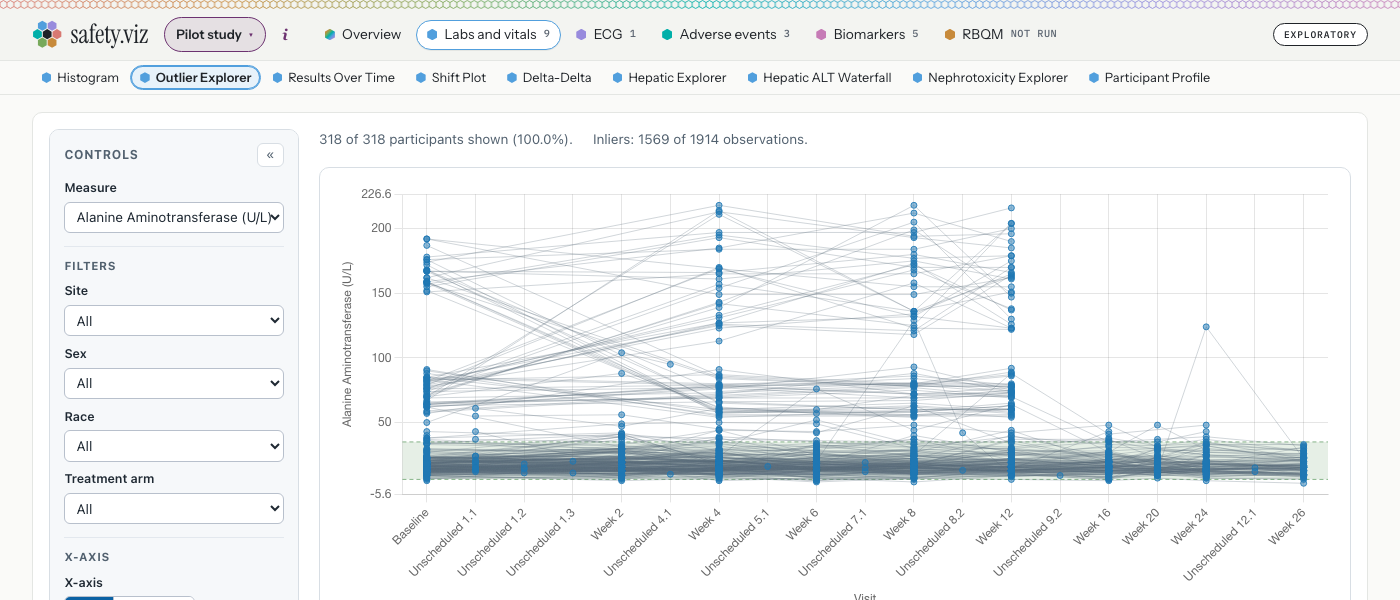 safety.viz
Pilot study
i
Overview
Labs and vitals 9
ECG 1
Adverse events 3
Biomarkers 5
RBQM NOT RUN
EXPLORATORY
Histogram
Outlier Explorer
Results Over Time
Shift Plot
Delta-Delta
Hepatic Explorer
Hepatic ALT Waterfall
Nephrotoxicity Explorer
Participant Profile
CONTROLS
«
Measure
Alanine Aminotransferase (U/L)
FILTERS
Site
All
Sex
All
Race
All
Treatment arm
All
X-AXIS
X-axis
318 of 318 participants shown (100.0%). Inliers: 1569 of 1914 observations.
Alanine Aminotransferase (U/L)
226.6
200
150
100
50
-5.6
Baseline
Unscheduled 1.1
Unscheduled 1.2
Unscheduled 1.3
Week 2
Unscheduled 4.1
Week 4
Unscheduled 5.1
Week 6
Unscheduled 7.1
Week 8
Unscheduled 8.2
Week 12
Unscheduled 9.2
Week 16
Week 20
Week 24
Unscheduled 12.1
Week 26
Visit